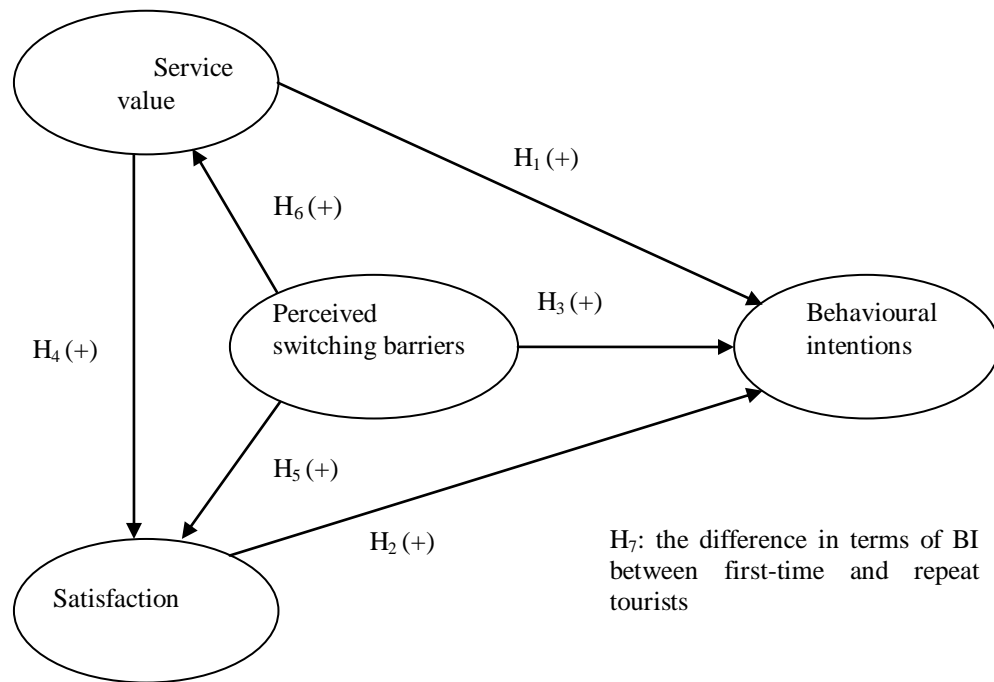 Service
value
H₁ (+)
H₆ (+)
Perceived
switching barriers
H₃ (+)
Behavioural
intentions
H₄ (+)
H₅ (+)
H₂ (+)
Satisfaction
H₇: the difference in terms of BI
between first-time and repeat
tourists